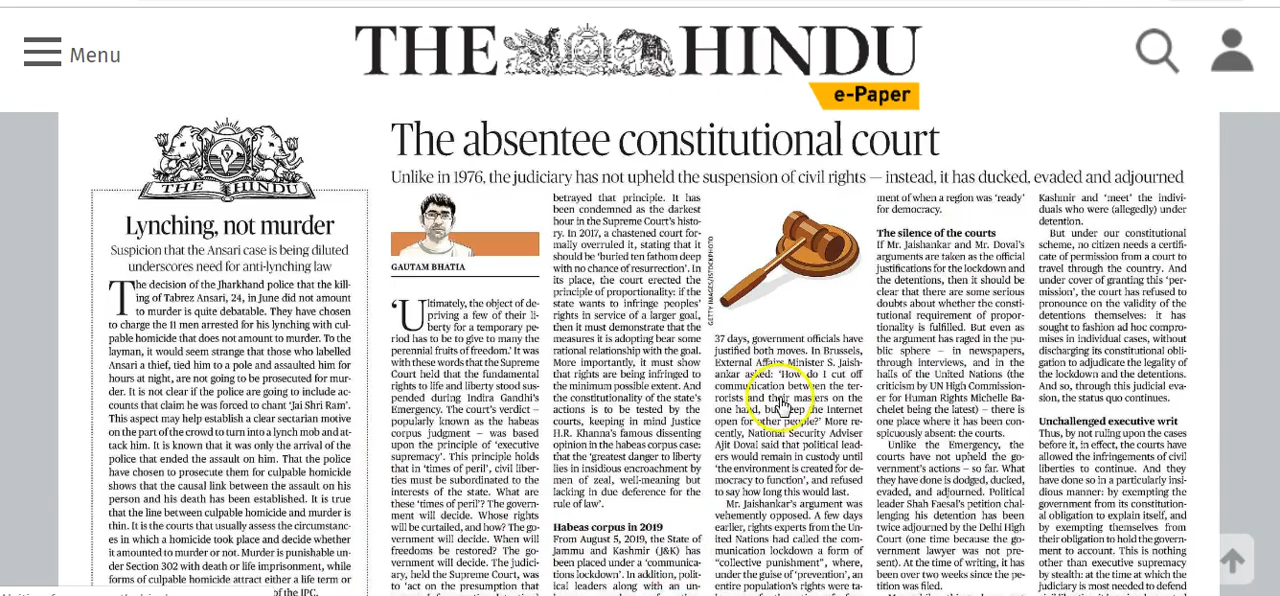 Menu
THE HINDU
e-Paper
THE HINDU
Lynching, not murder
Suspicion that the Ansari case is being diluted
underscores need for anti-lynching law
The decision of the Jharkhand police that the kill-
ing of Tabrez Ansari, 24, in June did not amount
to murder is quite debatable. They have chosen
to charge the 11 men arrested for his lynching with cul-
pable homicide that does not amount to murder. To the
layman, it would seem strange that those who labelled
Ansari a thief, tied him to a pole and assaulted him for
hours at night, are not going to be prosecuted for mur-
der. It is not clear if the police are going to include ac-
counts that claim he was forced to chant 'Jai Shri Ram'.
This aspect may help establish a clear sectarian motive
on the part of the crowd to turn into a lynch mob and at-
tack him. It is known that it was only the arrival of the
police that ended the assault on him. That the police
have chosen to prosecute them for culpable homicide
shows that the causal link between the assault on his
person and his death has been established. It is true
that the line between culpable homicide and murder is
thin. It is the courts that usually assess the circumstanc-
es in which a homicide took place and decide whether
it amounted to murder or not. Murder is punishable un-
der Section 302 with death or life imprisonment, while
forms of culpable homicide attract either a life term or
of the IPC.
The absentee constitutional court
Unlike in 1976, the judiciary has not upheld the suspension of civil rights — instead, it has ducked, evaded and adjourned
GAUTAM BHATIA
'Ultimately, the object of de-
priving a few of their li-
berty for a temporary pe-
riod has to be to give to many the
perennial fruits of freedom.' It was
with these words that the Supreme
Court held that the fundamental
rights to life and liberty stood sus-
pended during Indira Gandhi's
Emergency. The court's verdict –
popularly known as the habeas
corpus judgment – was based
upon the principle of 'executive
supremacy'. This principle holds
that in 'times of peril', civil liber-
ties must be subordinated to the
interests of the state. What are
these 'times of peril'? The govern-
ment will decide. Whose rights
will be curtailed, and how? The go-
vernment will decide. When will
freedoms be restored? The go-
vernment will decide. The judici-
ary, held the Supreme Court, was
to 'act on the presumption that
betrayed that principle. It has
been condemned as the darkest
hour in the Supreme Court's histo-
ry. In 2017, a chastened court for-
mally overruled it, stating that it
should be 'buried ten fathom deep
with no chance of resurrection'. In
its place, the court erected the
principle of proportionality: if the
state wants to infringe peoples'
rights in service of a larger goal,
then it must demonstrate that the
measures it is adopting bear some
rational relationship with the goal.
More importantly, it must show
that rights are being infringed to
the minimum possible extent. And
the constitutionality of the state's
actions is to be tested by the
courts, keeping in mind Justice
H.R. Khanna's famous dissenting
opinion in the habeas corpus case:
that the 'greatest danger to liberty
lies in insidious encroachment by
men of zeal, well-meaning but
lacking in due deference for the
rule of law'.
Habeas corpus in 2019
From August 5, 2019, the State of
Jammu and Kashmir (J&K) has
been placed under a 'communica-
tions lockdown'. In addition, polit-
ical leaders along with an un-
GETTY IMAGES/ISTOCKPHOTO
37 days, government officials have
justified both moves. In Brussels,
External Affairs Minister S. Jaish-
ankar asked: 'How do I cut off
communication between the ter-
rorists and their masters on the
one hand, but keep the Internet
open for other people?' More re-
cently, National Security Adviser
Ajit Doval said that political lead-
ers would remain in custody until
'the environment is created for de-
mocracy to function', and refused
to say how long this would last.
Mr. Jaishankar's argument was
vehemently opposed. A few days
earlier, rights experts from the Un-
ited Nations had called the com-
munication lockdown a form of
"collective punishment", where,
under the guise of 'prevention', an
entire population's rights were ta-
ment of when a region was 'ready'
for democracy.
The silence of the courts
If Mr. Jaishankar and Mr. Doval's
arguments are taken as the official
justifications for the lockdown and
the detentions, then it should be
clear that there are some serious
doubts about whether the consti-
tutional requirement of propor-
tionality is fulfilled. But even as
the argument has raged in the pu-
blic sphere – in newspapers,
through interviews, and in the
halls of the United Nations (the
criticism by UN High Commission-
er for Human Rights Michelle Ba-
chelet being the latest) – there is
one place where it has been con-
spicuously absent: the courts.
Unlike the Emergency, the
courts have not upheld the go-
vernment's actions – so far. What
they have done is dodged, ducked,
evaded, and adjourned. Political
leader Shah Faesal's petition chal-
lenging his detention has been
twice adjourned by the Delhi High
Court (one time because the go-
vernment lawyer was not pre-
sent). At the time of writing, it has
been over two weeks since the pe-
tition was filed.
Kashmir and 'meet' the indivi-
duals who were (allegedly) under
detention.
But under our constitutional
scheme, no citizen needs a certifi-
cate of permission from a court to
travel through the country. And
under cover of granting this 'per-
mission', the court has refused to
pronounce on the validity of the
detentions themselves: it has
sought to fashion ad hoc compro-
mises in individual cases, without
discharging its constitutional obli-
gation to adjudicate the legality of
the lockdown and the detentions.
And so, through this judicial eva-
sion, the status quo continues.
Unchallenged executive writ
Thus, by not ruling upon the cases
before it, in effect, the courts have
allowed the infringements of civil
liberties to continue. And they
have done so in a particularly insi-
dious manner: by exempting the
government from its constitution-
al obligation to explain itself, and
by exempting themselves from
their obligation to hold the govern-
ment to account. This is nothing
other than executive supremacy
by stealth: at a time at which the
judiciary is most needed to defend